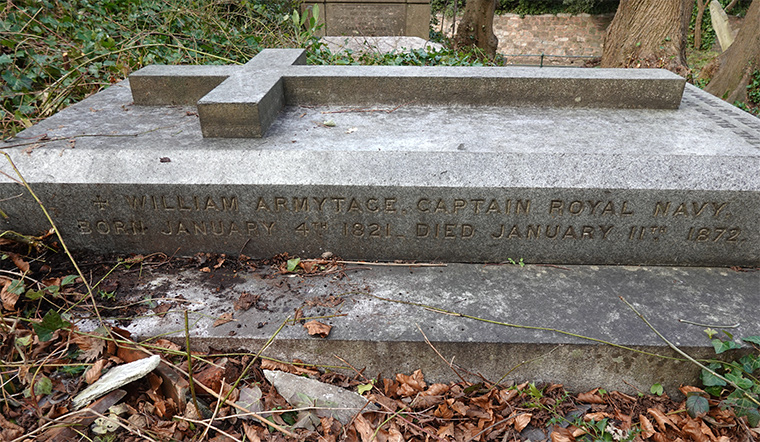 ✠ WILLIAM ARMYTAGE. CAPTAIN ROYAL NAVY.
BORN JANUARY 4TH 1821. DIED JANUARY 11TH 1872.